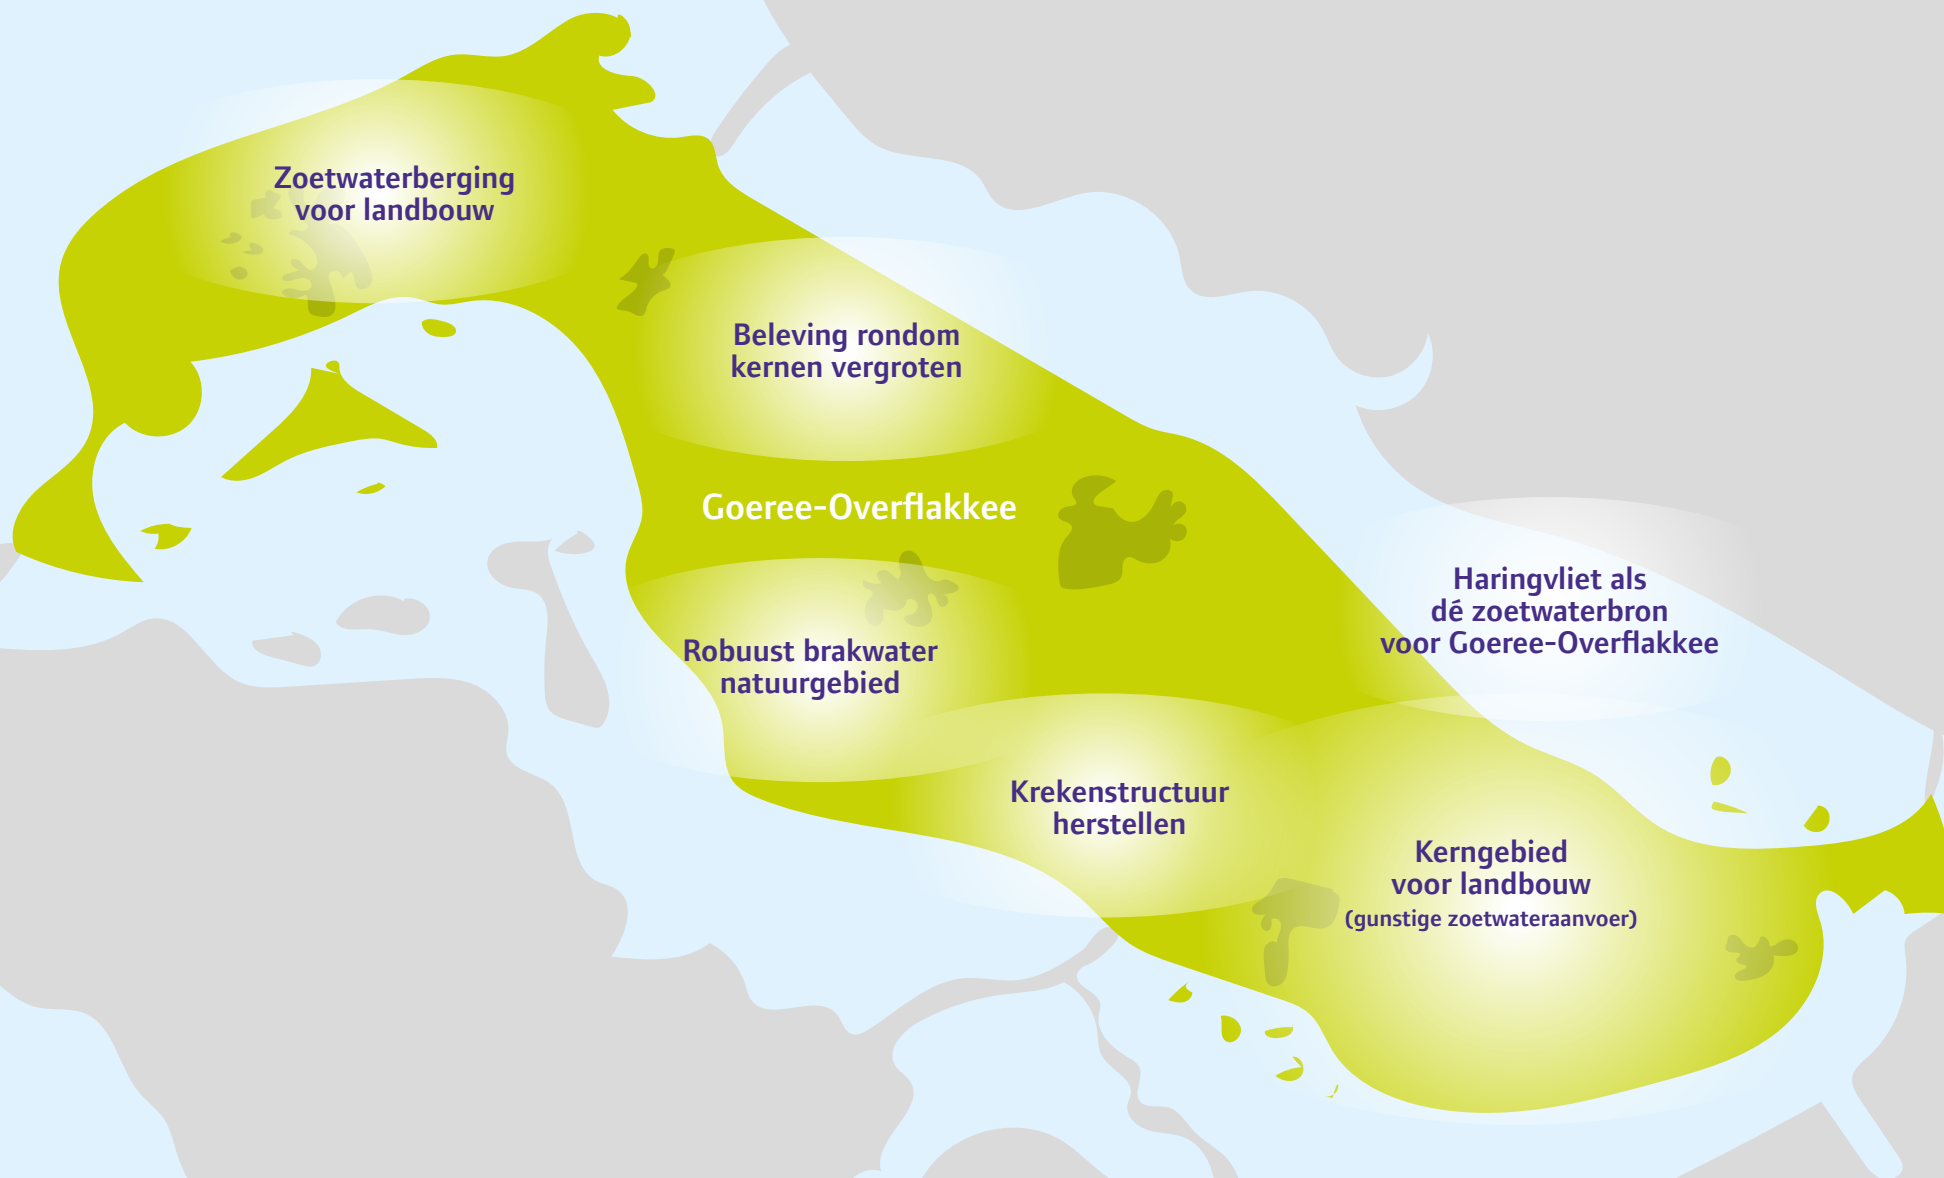 Zoetwaterberging
voor landbouw
Beleving rondom
kernen vergroten
Goeree-Overflakkee
Haringvliet als
dé zoetwaterbron
voor Goeree-Overflakkee
Robuust brakwater
natuurgebied
Krekenstructuur
herstellen
Kerngebied
voor landbouw
(gunstige zoetwateraanvoer)